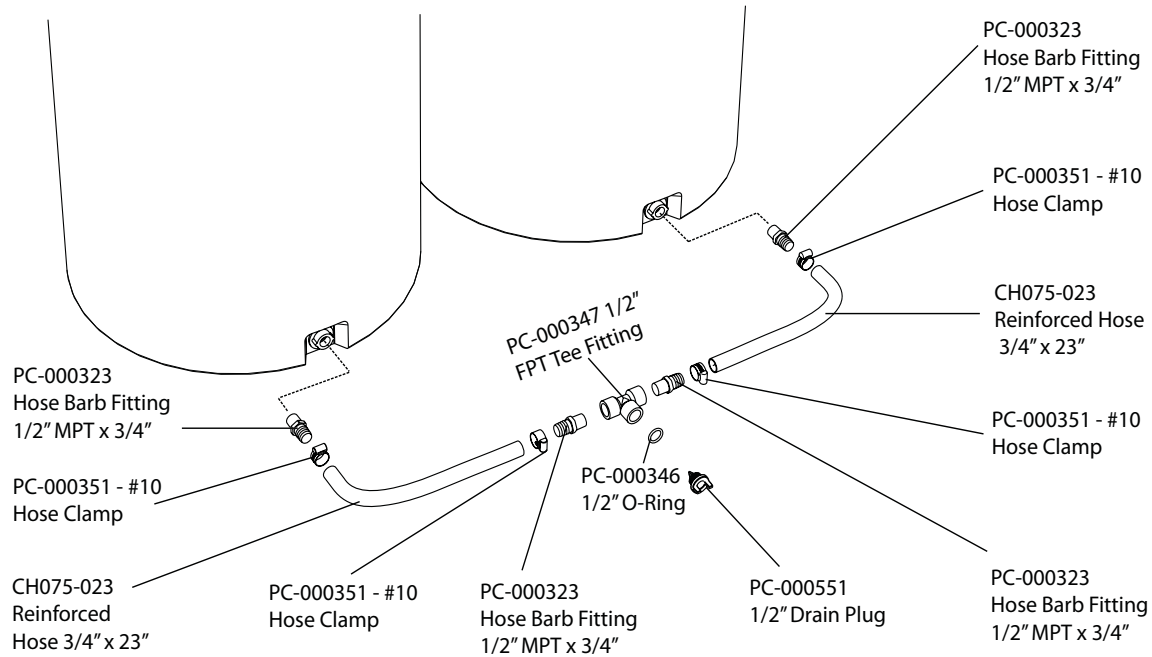 PC-000323
Hose Barb Fitting
1/2” MPT x 3/4”
PC-000351 - #10
Hose Clamp
CH075-023
Reinforced Hose
3/4” x 23”
PC-000347 1/2”
FPT Tee Fitting
PC-000323
Hose Barb Fitting
1/2” MPT x 3/4”
PC-000351 - #10
Hose Clamp
PC-000346
1/2” O-Ring
PC-000351 - #10
Hose Clamp
CH075-023
Reinforced
Hose 3/4” x 23”
PC-000351 - #10
Hose Clamp
PC-000323
Hose Barb Fitting
1/2” MPT x 3/4”
PC-000551
1/2” Drain Plug
PC-000323
Hose Barb Fitting
1/2” MPT x 3/4”